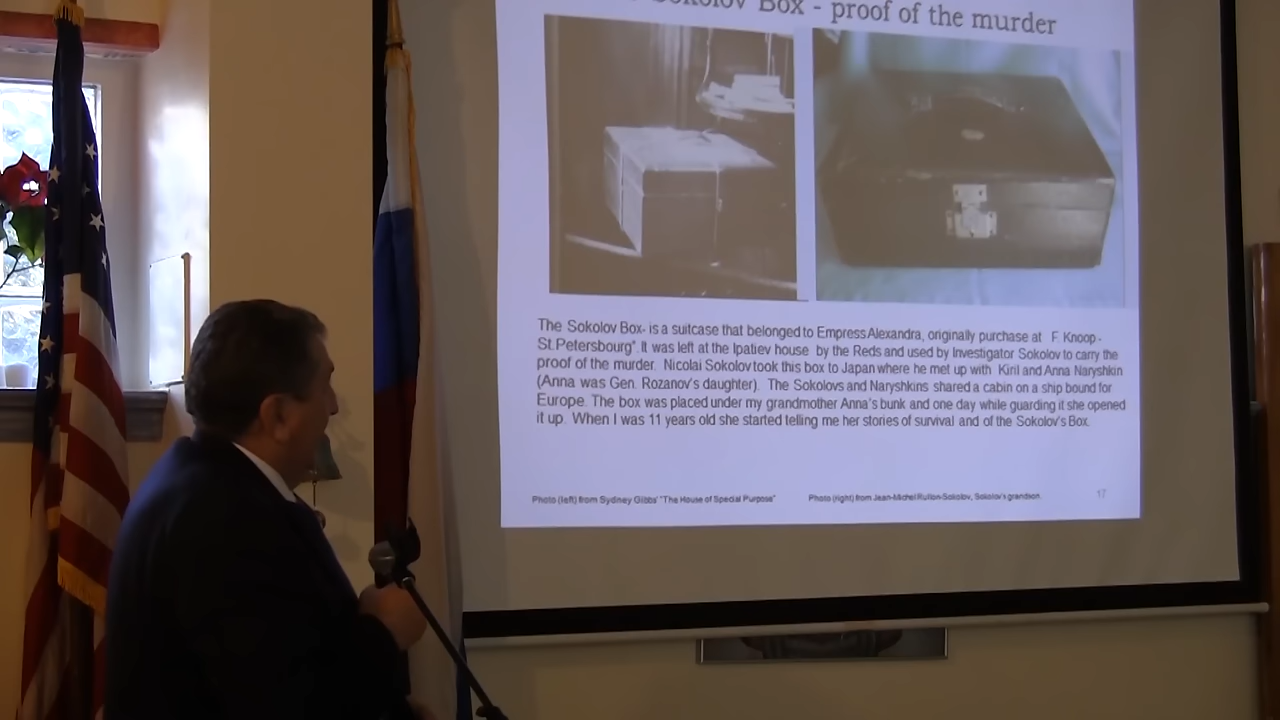 Sokolov Box - proof of the murder
The Sokolov Box- is a suitcase that belonged to Empress Alexandra, originally purchase at F. Knoop -
St.Petersbourg". It was left at the Ipatiev house by the Reds and used by Investigator Sokolov to carry the
proof of the murder. Nicolai Sokolov took this box to Japan where he met up with Kiril and Anna Naryshkin
(Anna was Gen. Rozanov's daughter). The Sokolovs and Naryshkins shared a cabin on a ship bound for
Europe. The box was placed under my grandmother Anna's bunk and one day while guarding it she opened
it up. When I was 11 years old she started telling me her stories of survival and of the Sokolov's Box.
Photo (left) from Sydney Gibbs' "The House of Special Purpose"
Photo (right) from Jean-Michel Rullon-Sokolov, Sokolov's grandson.
17